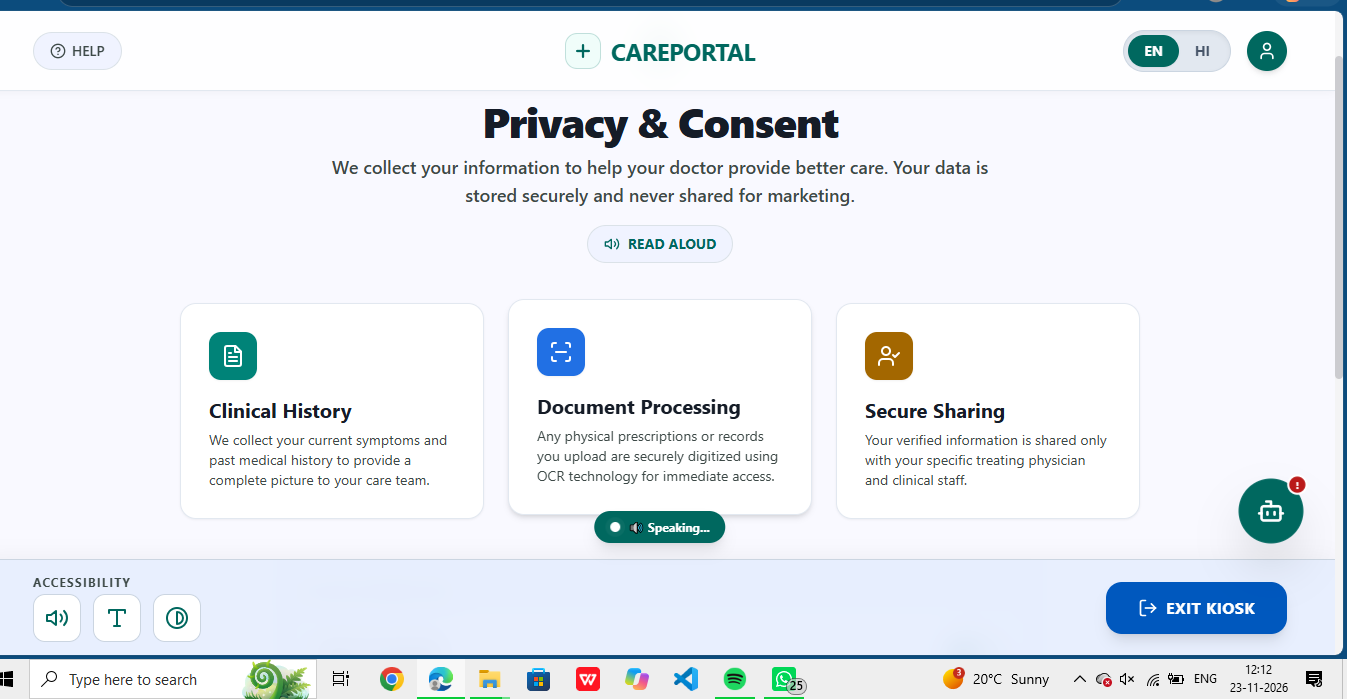 HELP
CAREPORTAL
EN HI
Privacy & Consent
We collect your information to help your doctor provide better care. Your data is
stored securely and never shared for marketing.
READ ALOUD
Clinical History
We collect your current symptoms and
past medical history to provide a
complete picture to your care team.
Document Processing
Any physical prescriptions or records
you upload are securely digitized using
OCR technology for immediate access.
Secure Sharing
Your verified information is shared only
with your specific treating physician
and clinical staff.
!
Speaking...
ACCESSIBILITY
T
EXIT KIOSK
Type here to search
W
25
3
20°C Sunny
ENG
12:12
23-11-2026